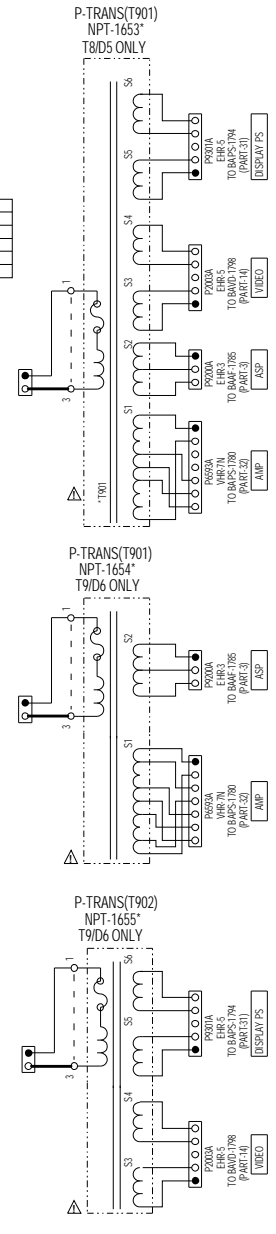 P-TRANS(T901)
NPT-1653*
T8/D5 ONLY
1
3
*T901
S1
S2
S3
S4
S5
S6
P6593A
VHR-7N
TO BAPS-1780
(PART-32)
AMP
P9200A
EHR-3
TO BAAF-1785
(PART-3)
ASP
P2003A
EHR-5
TO BAVD-1798
(PART-14)
VIDEO
P9301A
EHR-5
TO BAPS-1794
(PART-31)
DISPLAY PS
P-TRANS(T901)
NPT-1654*
T9/D6 ONLY
1
3
S1
S2
P6593A
VHR-7N
TO BAPS-1780
(PART-32)
AMP
P9200A
EHR-3
TO BAAF-1785
(PART-3)
ASP
P-TRANS(T902)
NPT-1655*
T9/D6 ONLY
1
3
S3
S4
S5
S6
P2003A
EHR-5
TO BAVD-1798
(PART-14)
VIDEO
P9301A
EHR-5
TO BAPS-1794
(PART-31)
DISPLAY PS